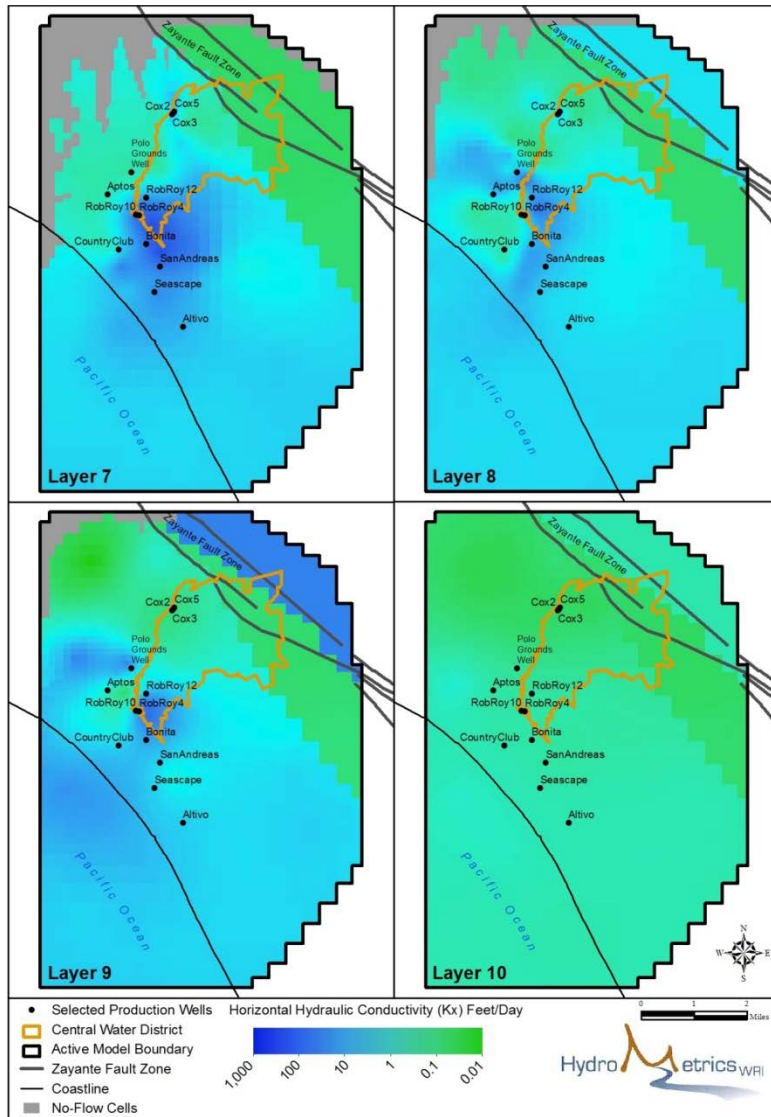 Zayante Fault Zone
Cox2
Cox5
Cox3
Polo
Grounds
Well
Aptos
RobRoy12
RobRoy10
RobRoy4
CountryClub
Bonita
SanAndreas
Seascape
Altivo
Pacific Ocean
Layer 7
Zayante Fault Zone
Cox2
Cox5
Cox3
Polo
Grounds
Well
Aptos
RobRoy12
RobRoy10
RobRoy4
CountryClub
Bonita
SanAndreas
Seascape
Altivo
Pacific Ocean
Layer 8
Zayante Fault Zone
Cox2
Cox5
Cox3
Polo
Grounds
Well
Aptos
RobRoy12
RobRoy10
RobRoy4
CountryClub
Bonita
SanAndreas
Seascape
Altivo
Pacific Ocean
Layer 9
Zayante Fault Zone
Cox2
Cox5
Cox3
Polo
Grounds
Well
Aptos
RobRoy12
RobRoy10
RobRoy4
CountryClub
Bonita
SanAndreas
Seascape
Altivo
Pacific Ocean
Layer 10
N
W
E
S
Selected Production Wells
Central Water District
Active Model Boundary
Zayante Fault Zone
Coastline
No-Flow Cells
Horizontal Hydraulic Conductivity (Kx) Feet/Day
1,000
100
10
1
0.1
0.01
0 1 2
Miles
HydroMetrics WRI